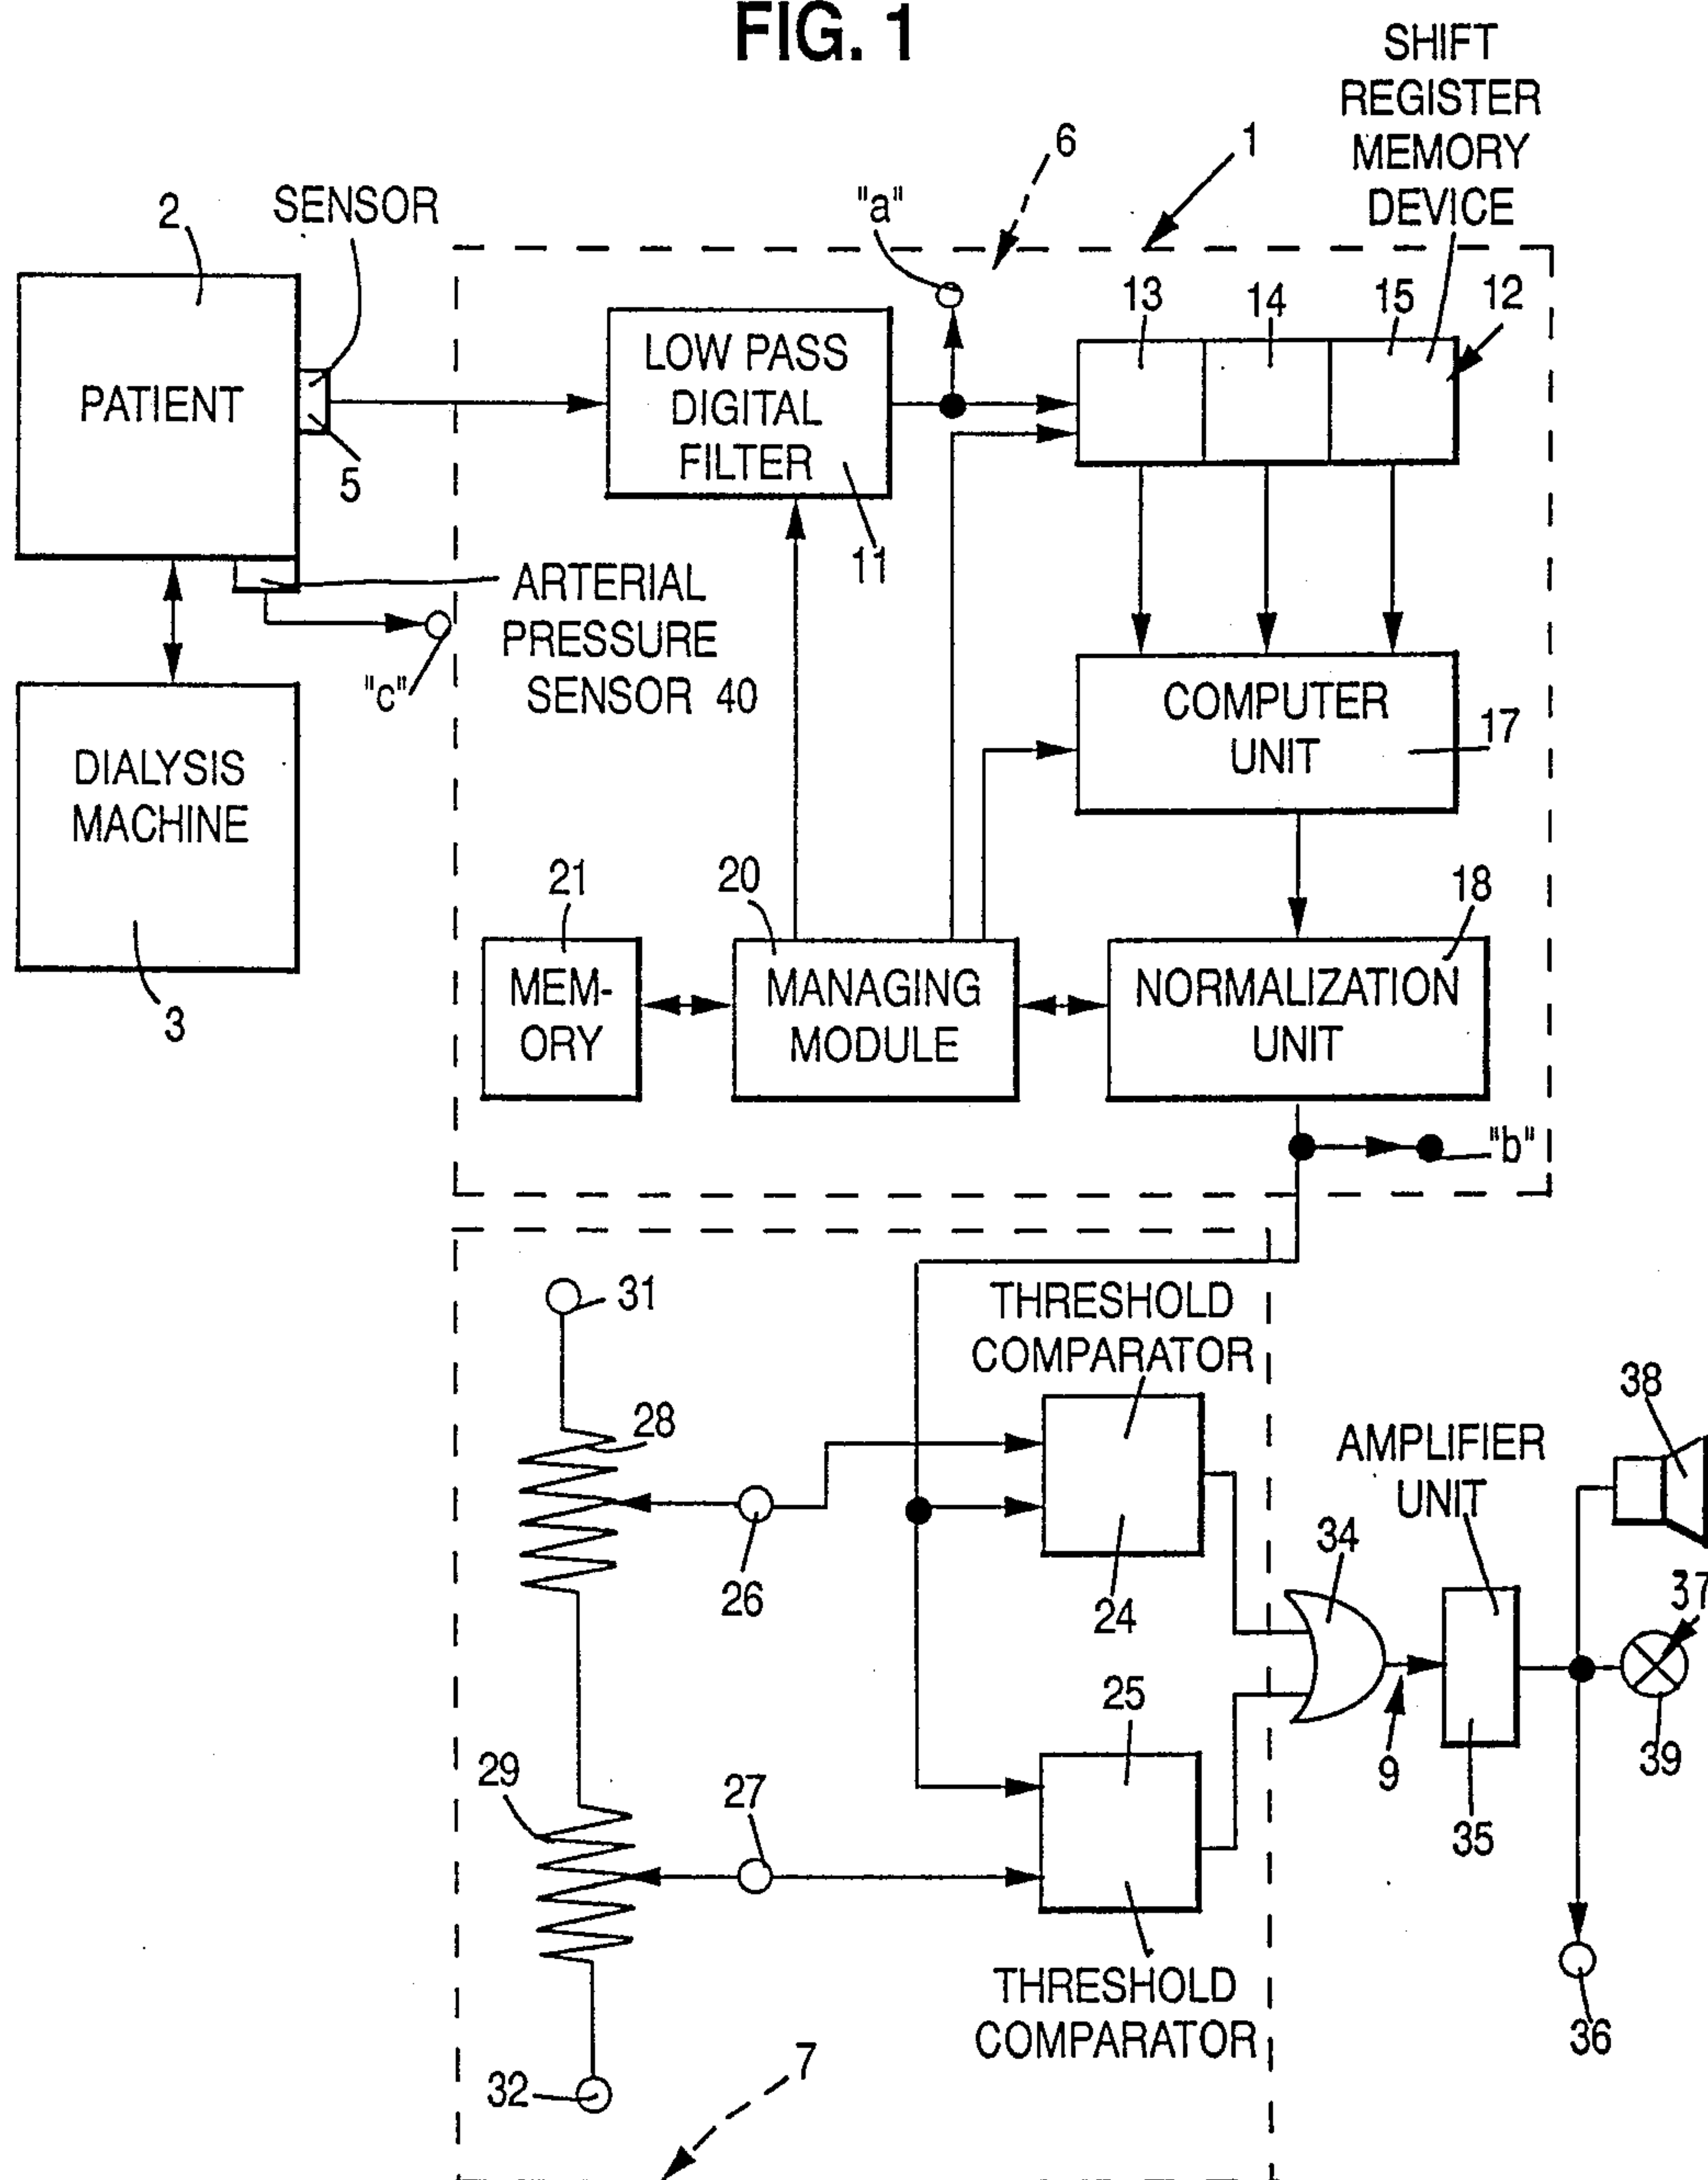 FIG. 1
SHIFT
REGISTER
MEMORY
DEVICE
6
1
2
SENSOR
"a"
13
14
15
12
PATIENT
LOW PASS
DIGITAL
FILTER
5
11
ARTERIAL
PRESSURE
SENSOR 40
"c"
COMPUTER
UNIT
17
DIALYSIS
MACHINE
3
21
20
18
MEM-
ORY
MANAGING
MODULE
NORMALIZATION
UNIT
"b"
31
THRESHOLD
COMPARATOR
28
26
24
38
AMPLIFIER
UNIT
34
37
25
9
35
39
29
27
THRESHOLD
COMPARATOR
36
32
7